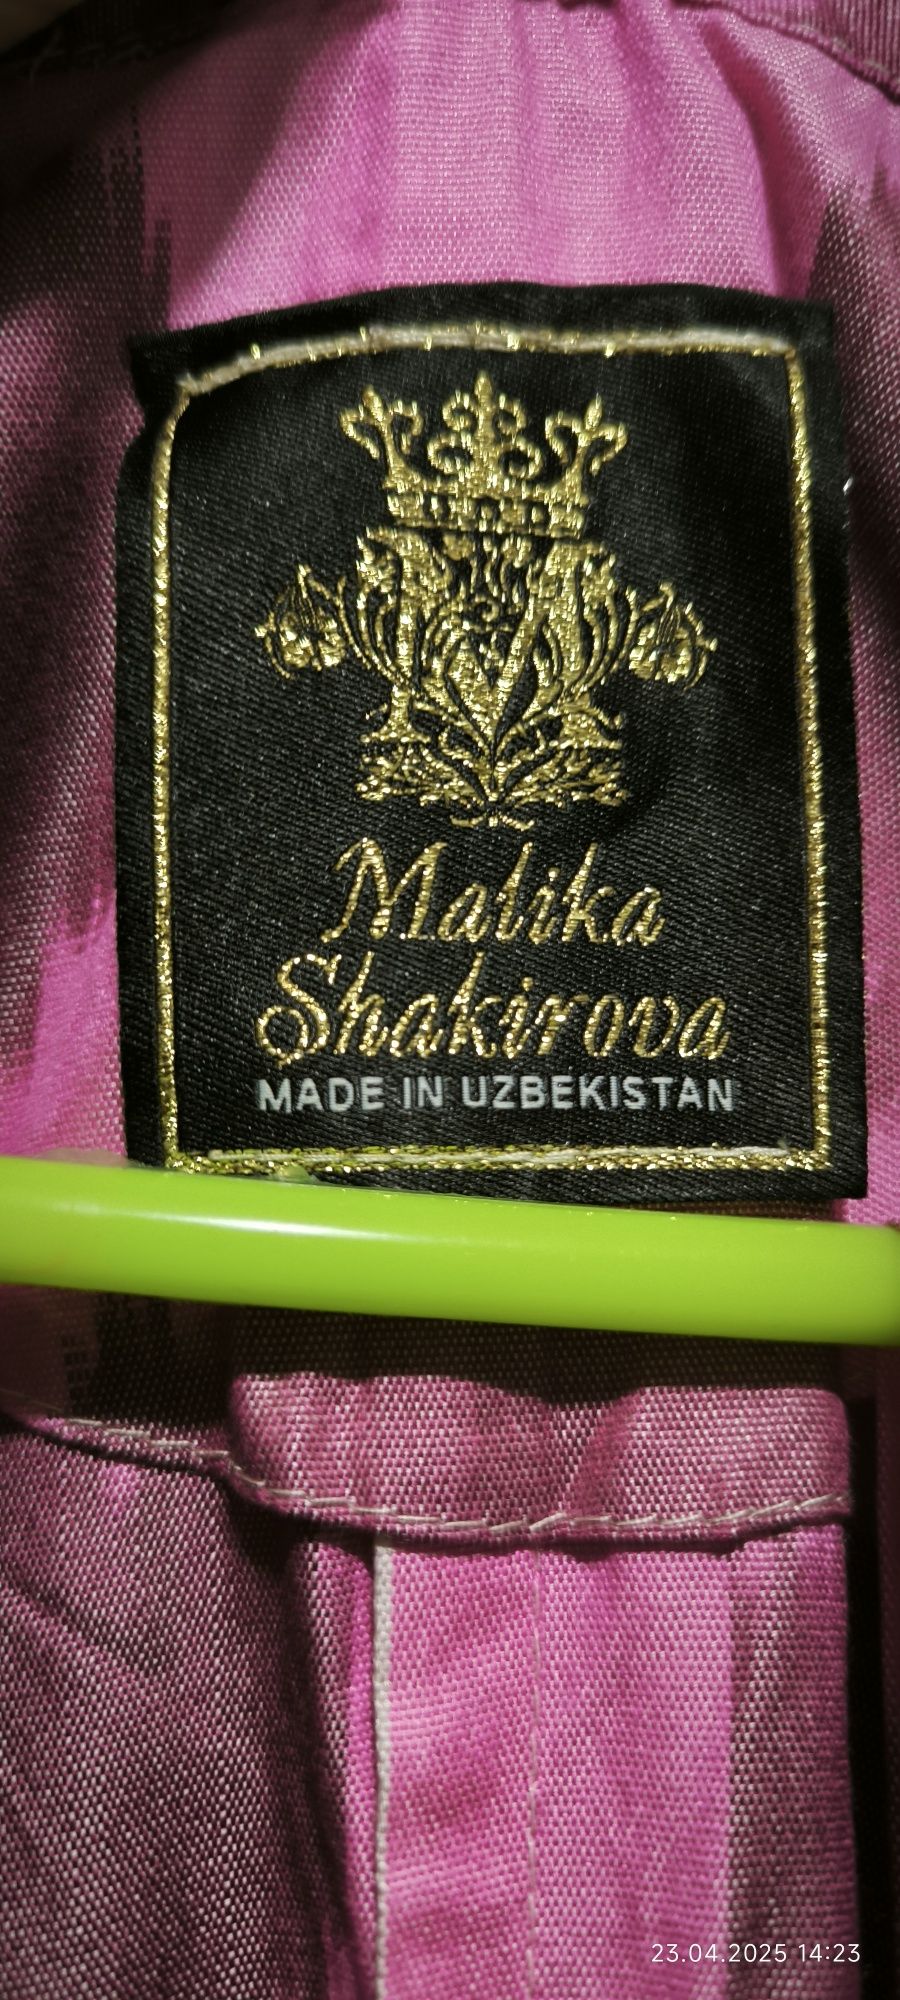 Malika
Shakirova
MADE IN UZBEKISTAN
23.04.2025 14:23